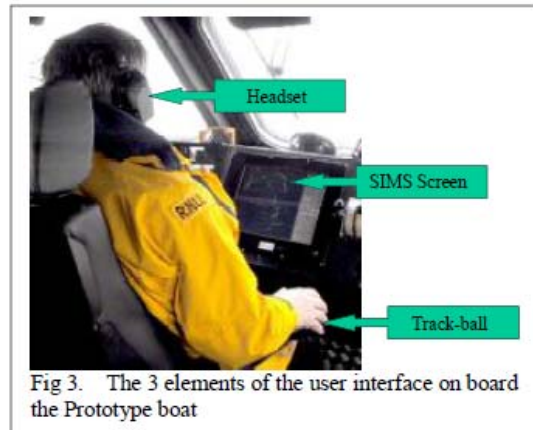 Headset
SIMS Screen
RNLI
Track-ball
Fig 3. The 3 elements of the user interface on board
the Prototype boat